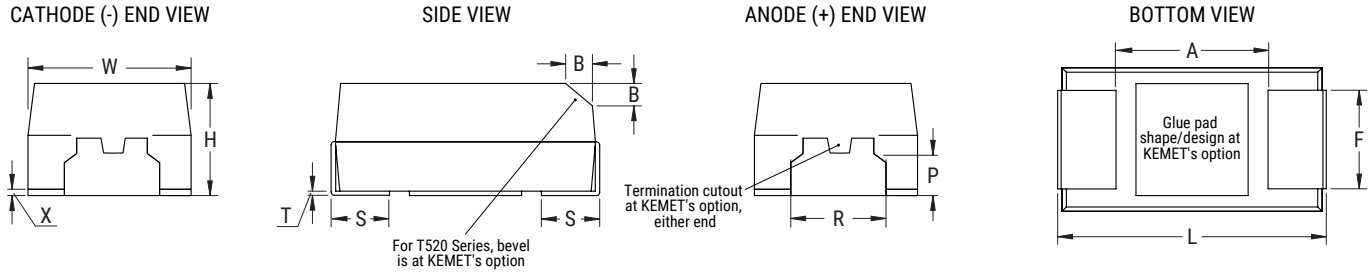 CATHODE (-) END VIEW
SIDE VIEW
ANODE (+) END VIEW
BOTTOM VIEW
W
H
X
B
B
T
S
S
For T520 Series, bevel
is at KEMET's option
Termination cutout
at KEMET's option,
either end
R
P
A
Glue pad
shape/design at
KEMET's option
F
L